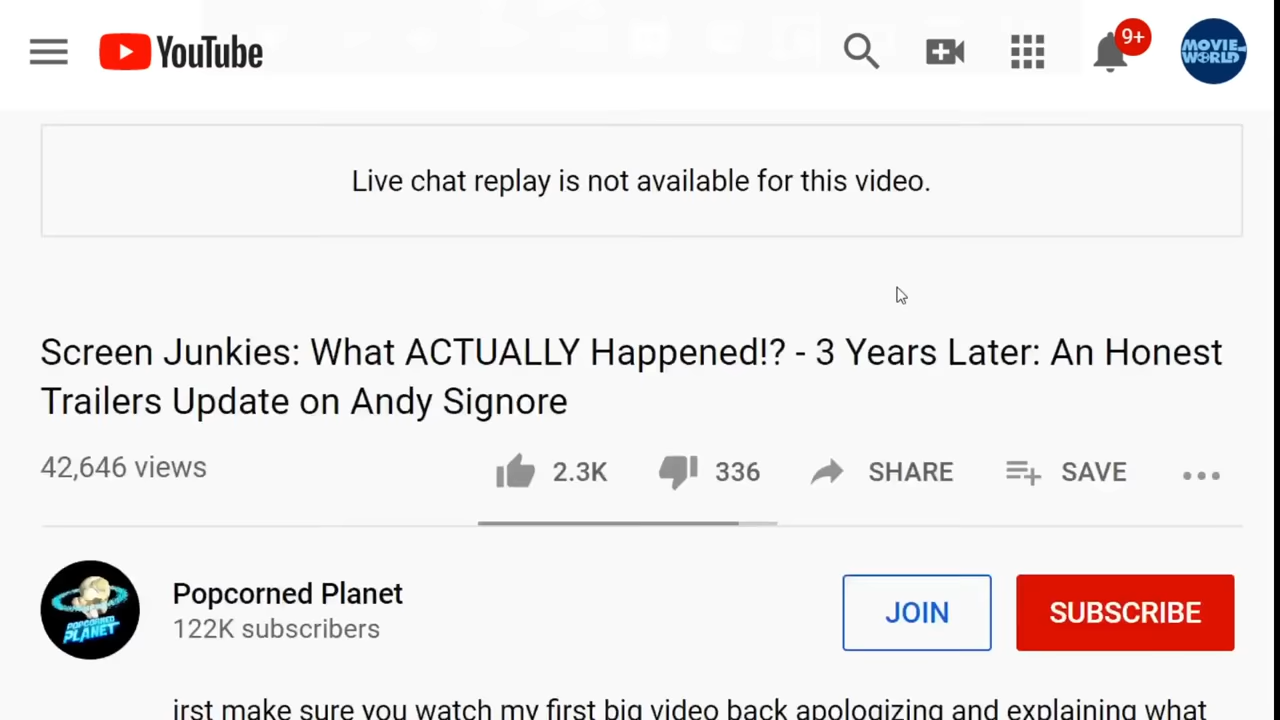 YouTube
9+
MOVIE
WORLD
Live chat replay is not available for this video.
Screen Junkies: What ACTUALLY Happened!? - 3 Years Later: An Honest
Trailers Update on Andy Signore
42,646 views
2.3K
336
SHARE
SAVE
POPCORNED
PLANET
Popcorned Planet
122K subscribers
JOIN
SUBSCRIBE
irst make sure you watch my first big video back apologizing and explaining what